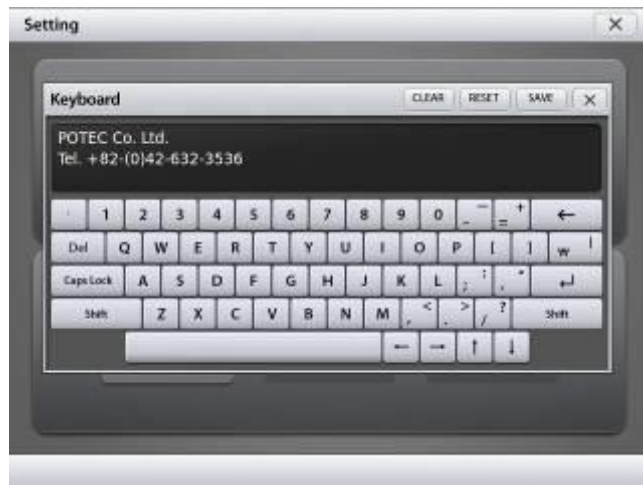 Setting
Keyboard CLEAR RESET SAVE
POTEC Co. Ltd.
Tel. +82-(0)42-632-3536
1 2 3 4 5 6 7 8 9 0 - _ = + ←
Del Q W E R T Y U I O P [ ] w |
Caps Lock A S D F G H J K L ; : , " ↵
Shift Z X C V B N M , < . > / ? Shift
← → ↑ ↓